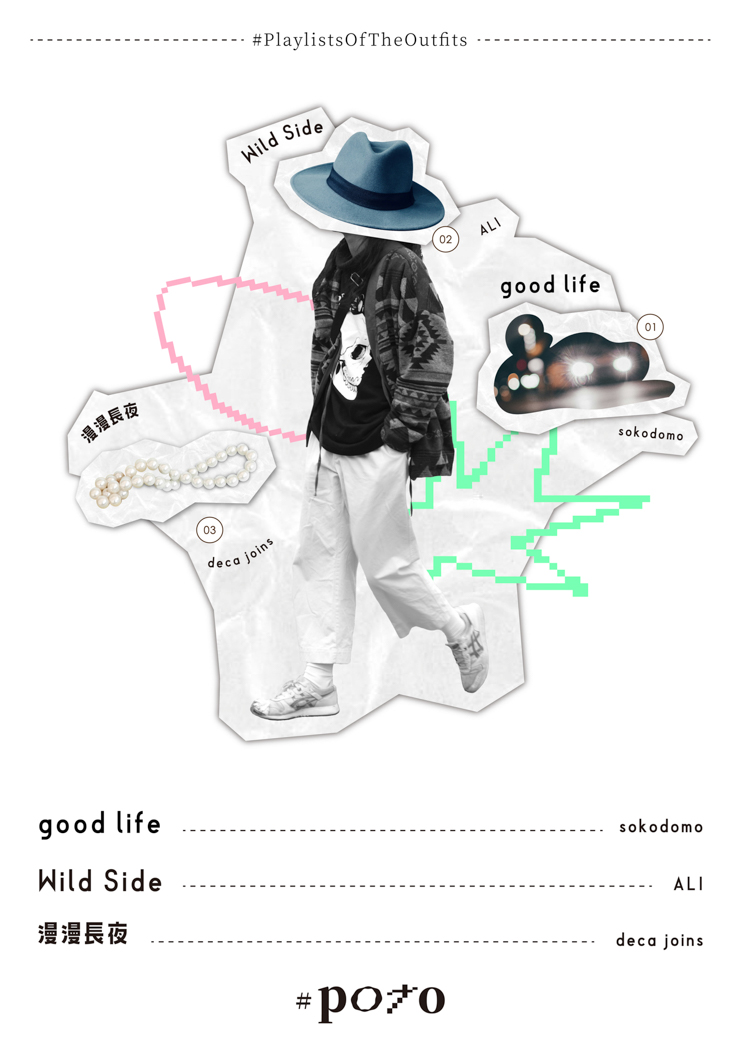 #PlaylistsOfTheOutfits
Wild Side
02
ALI
good life
01
sokodomo
漫漫長夜
03
deca joins
good life sokodomo
Wild Side ALI
漫漫長夜 deca joins
#poto